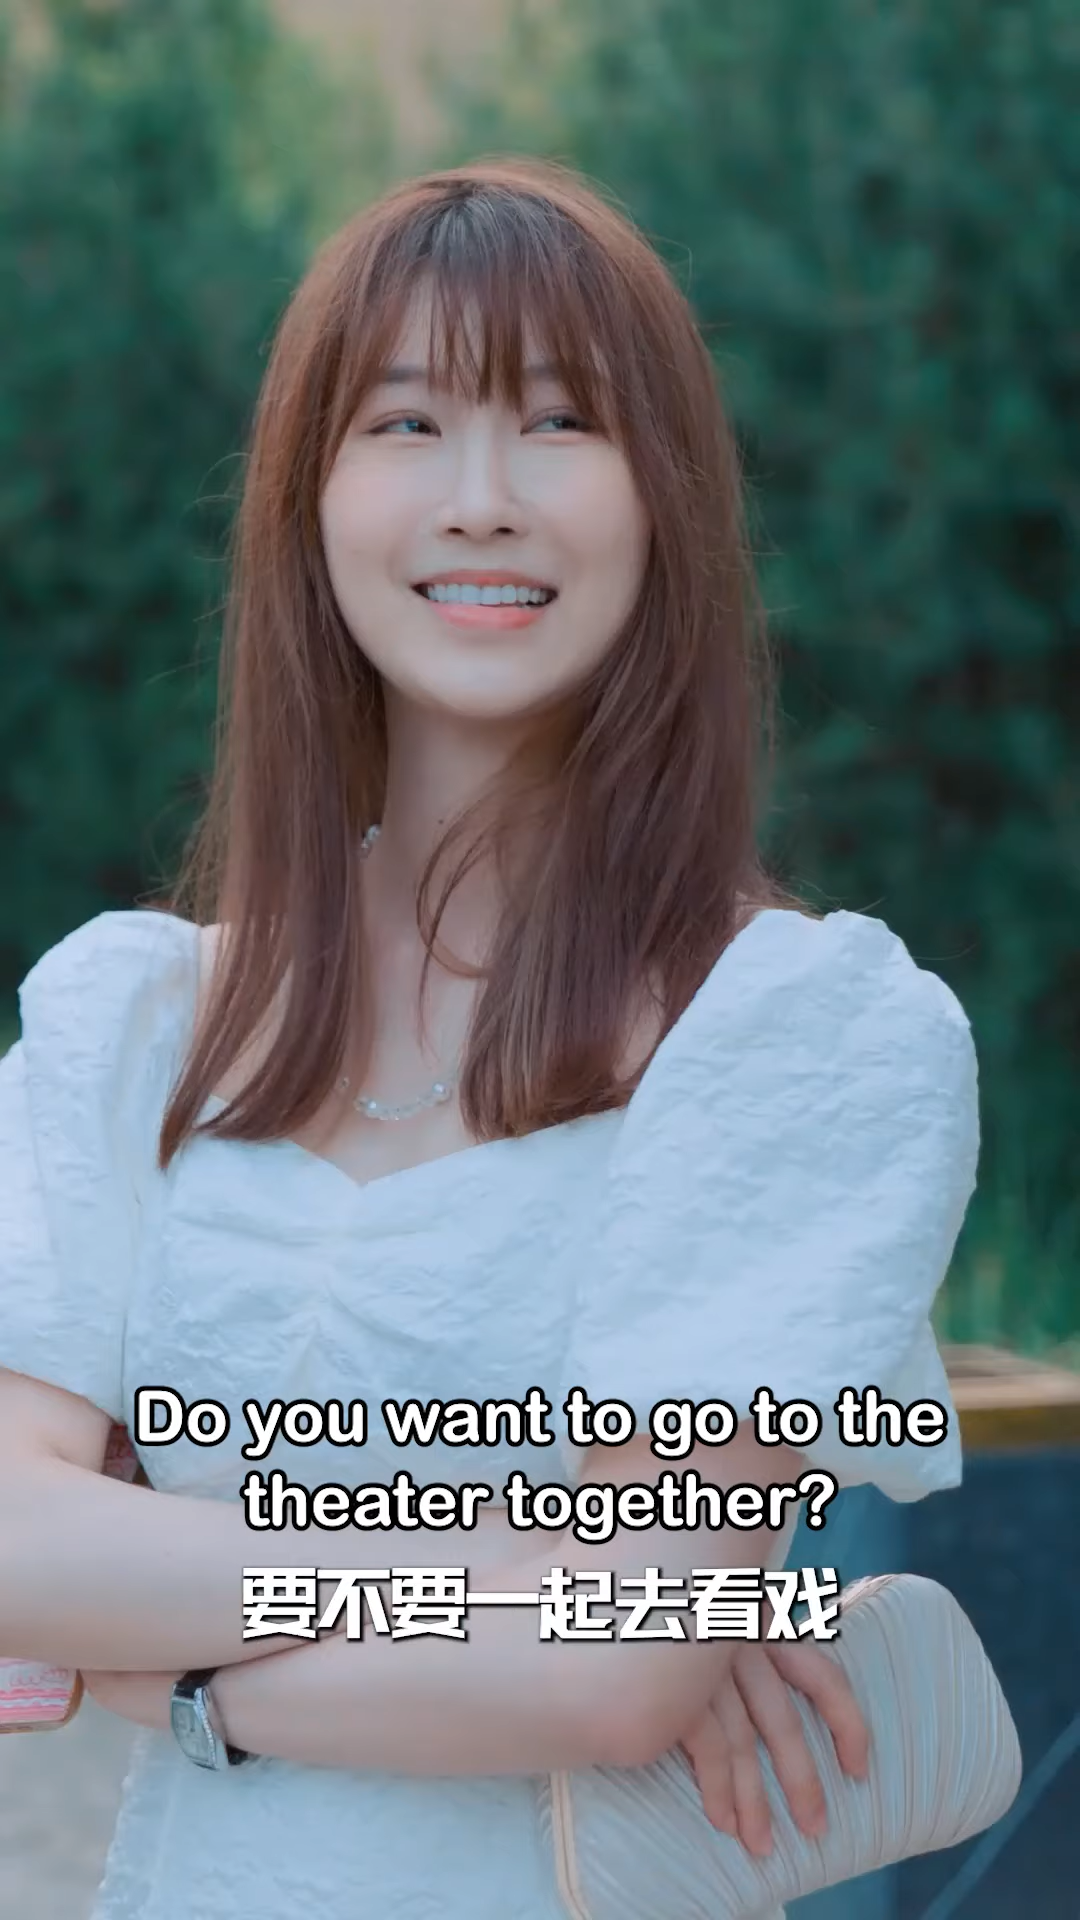 Do you want to go to the
theater together?
要不要一起去看戏